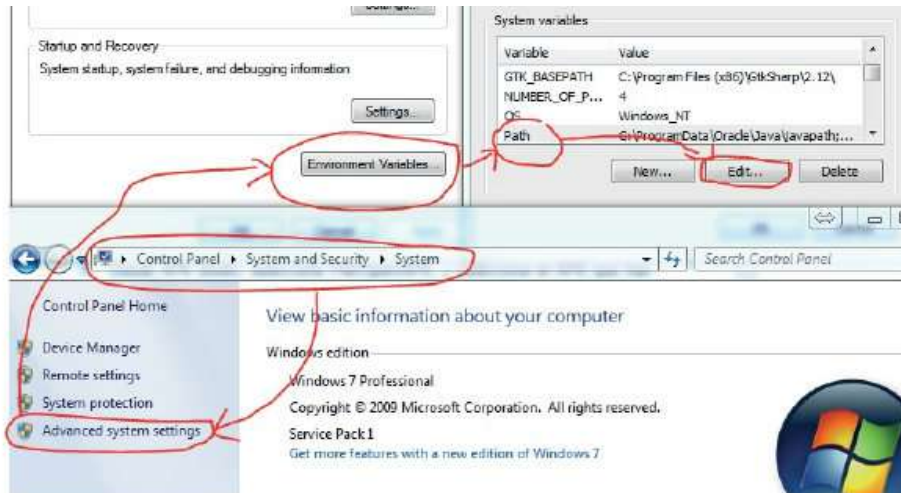 Settings...
Startup and Recovery
System startup, system failure, and debugging information
Settings...
Environment Variables...
System variables
Variable Value
GTK_BASEPATH C:\Program Files (x86)\GtkSharp\2.12\
NUMBER_OF_P... 4
OS Windows_NT
Path C:\ProgramData\Oracle\Java\javapath;...
New... Edit... Delete
Control Panel System and Security System
Search Control Panel
Control Panel Home
Device Manager
Remote settings
System protection
Advanced system settings
View basic information about your computer
Windows edition
Windows 7 Professional
Copyright © 2009 Microsoft Corporation. All rights reserved.
Service Pack 1
Get more features with a new edition of Windows 7